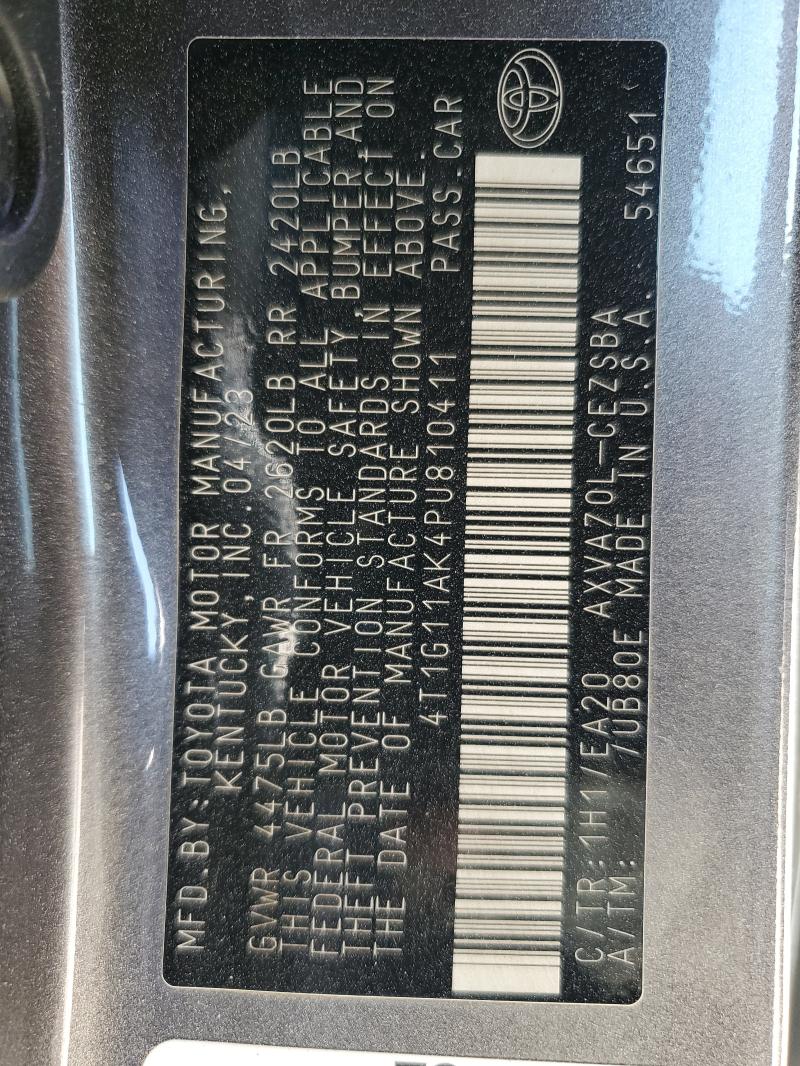 MFD.BY:TOYOTA MOTOR MANUFACTURING,
KENTUCKY,INC.04/23
GVWR 4475LB GAWR FR 2620LB RR 2420LB
THIS VEHICLE CONFORMS TO ALL APPLICABLE
FEDERAL MOTOR VEHICLE SAFETY,BUMPER,AND
THEFT PREVENTION STANDARDS IN EFFECT ON
THE DATE OF MANUFACTURE SHOWN ABOVE.
4T1G11AK4PU810411 PASS.CAR
C/TR:1H1/EA20 AXVA70L-CEZSBA
A/TM: /UB80E MADE IN U.S.A. 54651